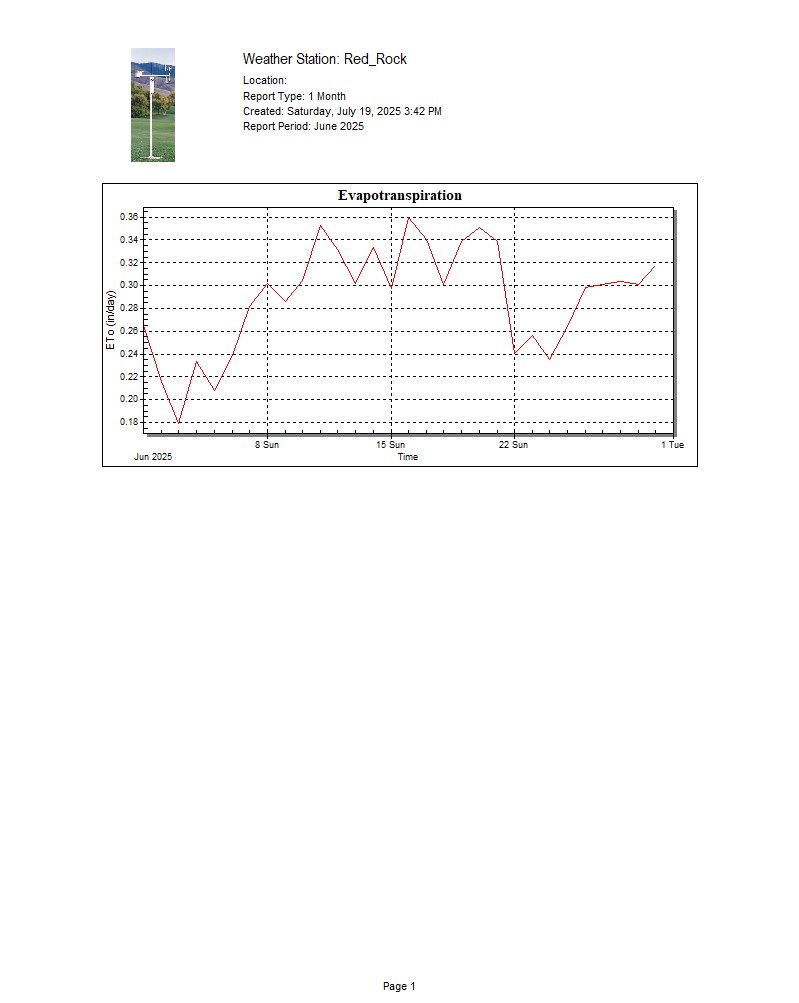 Weather Station: Red_Rock
Location:
Report Type: 1 Month
Created: Saturday, July 19, 2025 3:42 PM
Report Period: June 2025
Evapotranspiration
ETo (in/day)
0.36
0.34
0.32
0.30
0.28
0.26
0.24
0.22
0.20
0.18
8 Sun 15 Sun 22 Sun 1 Tue
Jun 2025 Time
Page 1